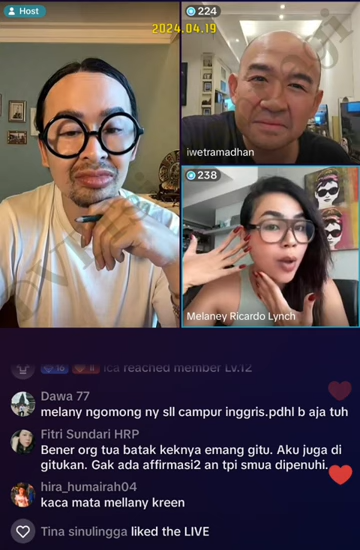 Host
224
2024.04.19
iwetramadhan
238
Melaney Ricardo Lynch
ica reached member Lv.12
Dawa 77
melany ngomong ny sll campur inggris.pdhl b aja tuh
Fitri Sundari HRP
Bener org tua batak keknya emang gitu. Aku juga di
gitukan. Gak ada affirmasi2 an tpi smua dipenuhi.
hira_humairah04
kaca mata mellany kreen
Tina sinulingga liked the LIVE